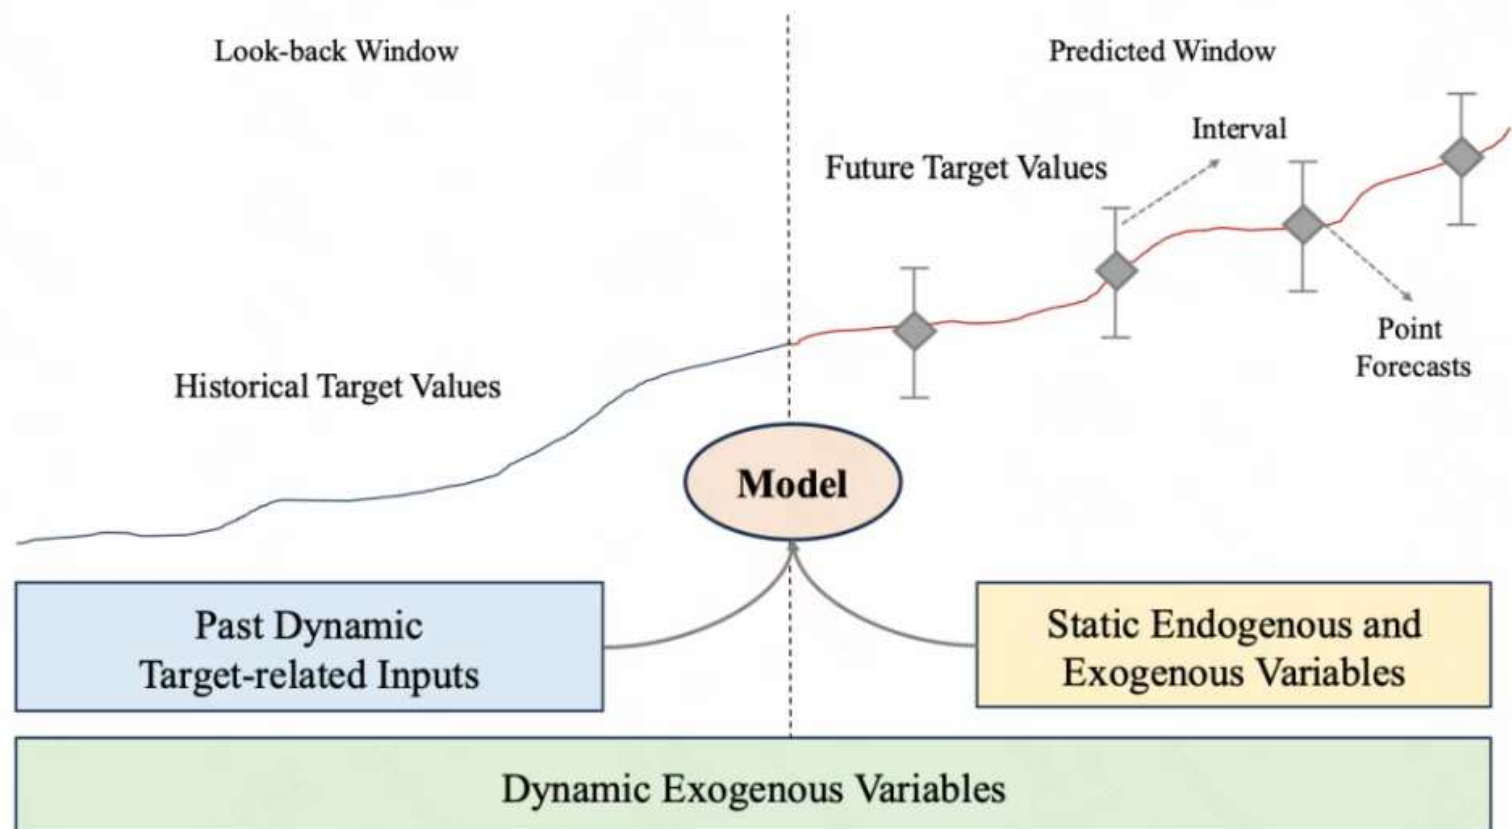 Look-back Window
Predicted Window
Interval
Future Target Values
Point
Forecasts
Historical Target Values
Model
Past Dynamic
Target-related Inputs
Static Endogenous and
Exogenous Variables
Dynamic Exogenous Variables